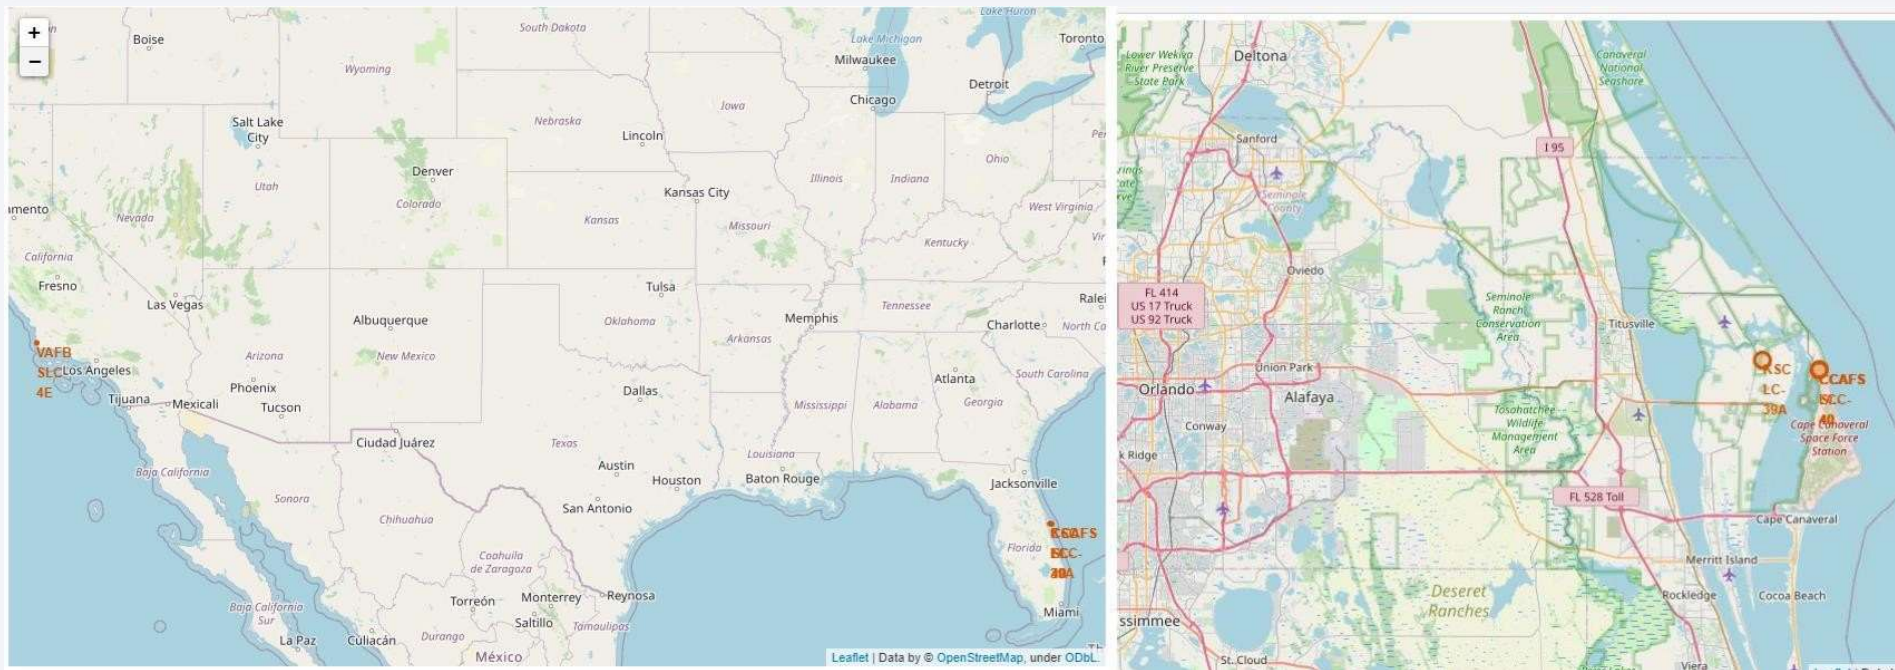 +
−
Boise
South Dakota
Lake Huron
Lake Michigan
Toronto
Wyoming
Milwaukee
Detroit
Chicago
Iowa
Salt Lake
City
Nebraska
Lincoln
Ohio
Denver
Illinois
Indiana
Utah
Kansas City
Colorado
amento
Nevada
Kansas
Missouri
West Virginia
Kentucky
California
Fresno
Las Vegas
Tulsa
Ralei
Albuquerque
Memphis
Tennessee
Oklahoma
Charlotte
North Ca
Arkansas
VAFB
SLC
4E
Los Angeles
Arizona
New Mexico
South Carolina
Phoenix
Dallas
Atlanta
Tijuana
Mexicali
Tucson
Mississippi
Alabama
Georgia
Ciudad Juárez
Texas
Louisiana
Baja California
Austin
Houston
Baton Rouge
Jacksonville
Sonora
San Antonio
Chihuahua
CCAFS
Florida
Coahuila
de Zaragoza
Torreón
Monterrey
Reynosa
Baja California
Sur
Saltillo
Tamaulipas
Miami
La Paz
Culiacán
Durango
México
Leaflet | Data by © OpenStreetMap, under ODbL.
Lower Wekiva
River Preserve
State Park
Deltona
Canaveral
National
Seashore
Sanford
I 95
Seminole
County
Oviedo
FL 414
US 17 Truck
US 92 Truck
Seminole
Ranch
Conservation
Area
Titusville
Union Park
KSC
LC-
39A
CCAFS
Orlando
Alafaya
Tosohatchee
Wildlife
Management
Area
Conway
Cape Canaveral
Space Force
Station
k Ridge
FL 528 Toll
Cape Canaveral
Merritt Island
Deseret
Ranches
Rockledge
Cocoa Beach
ssimmee
St. Cloud
Viera